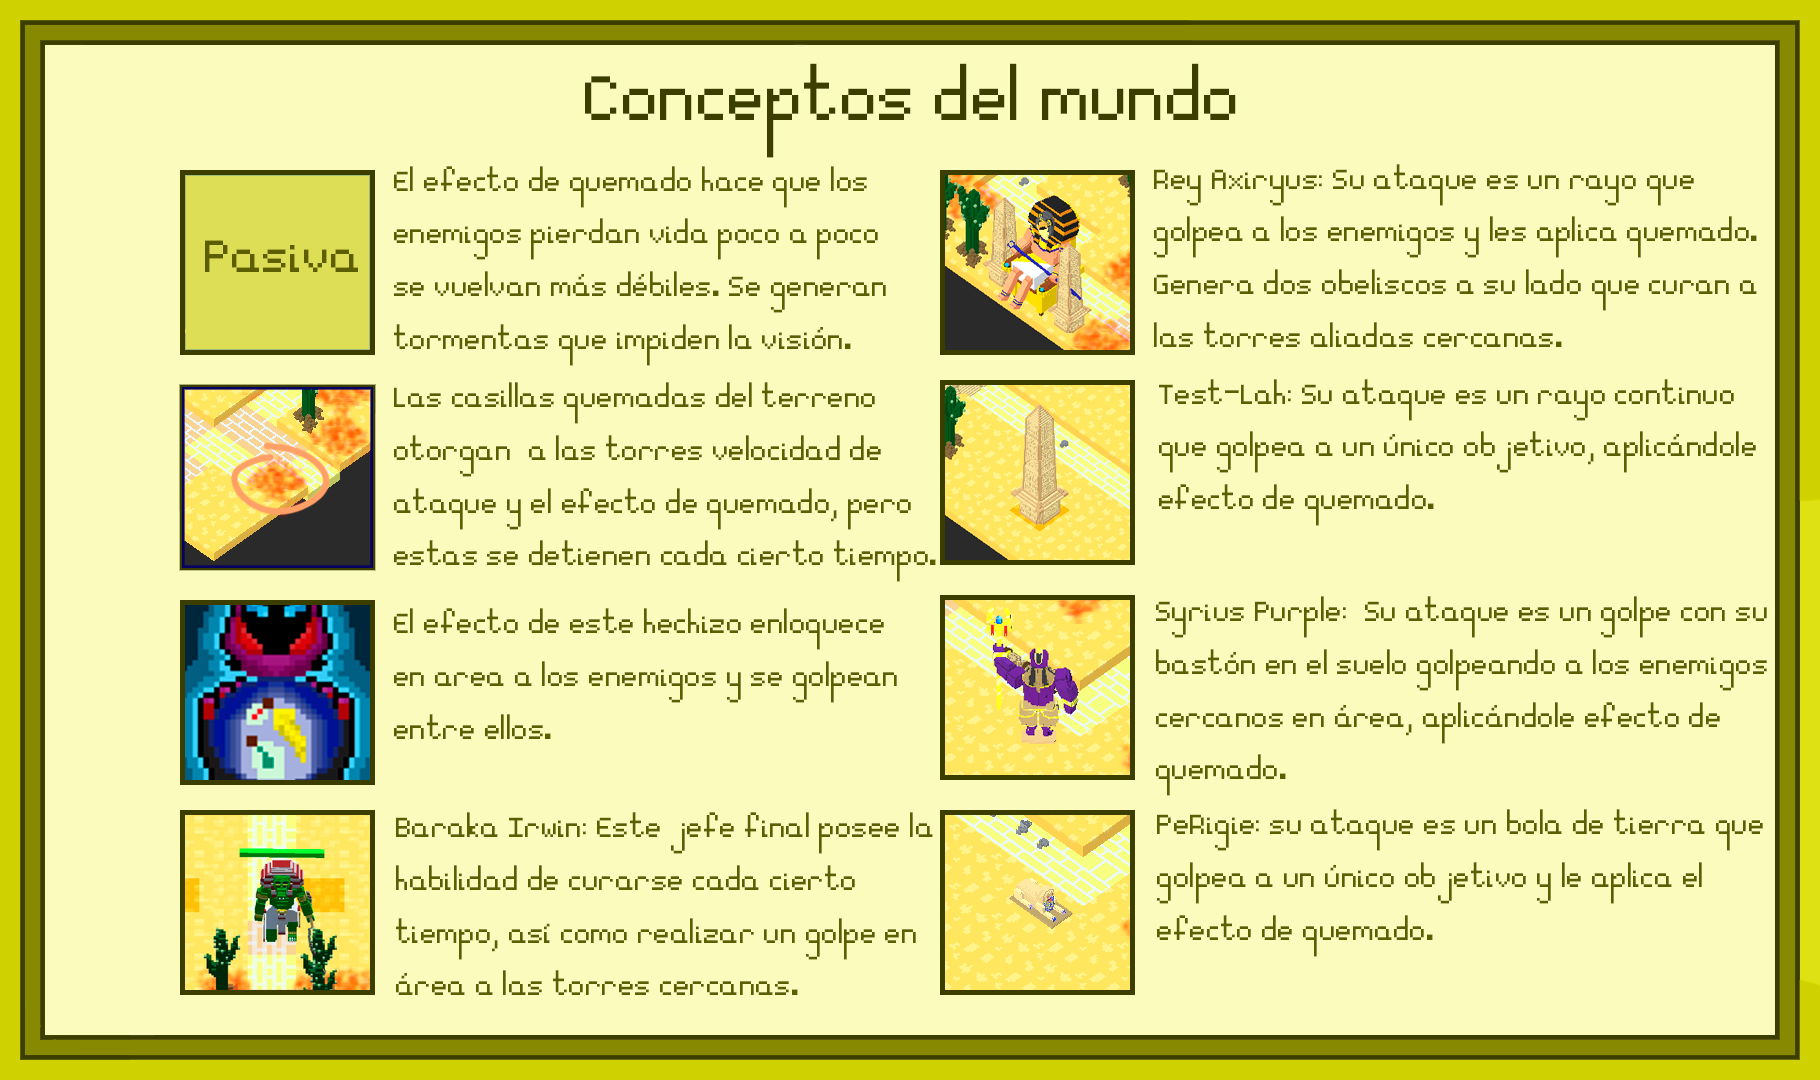 Conceptos del mundo
Pasiva
El efecto de quemado hace que los
enemigos pierdan vida poco a poco
se vuelvan más débiles. Se generan
tormentas que impiden la visión.
Las casillas quemadas del terreno
otorgan a las torres velocidad de
ataque y el efecto de quemado, pero
estas se detienen cada cierto tiempo.
El efecto de este hechizo enloquece
en area a los enemigos y se golpean
entre ellos.
Baraka Irwin: Este jefe final posee la
habilidad de curarse cada cierto
tiempo, así como realizar un golpe en
área a las torres cercanas.
Rey Axiryus: Su ataque es un rayo que
golpea a los enemigos y les aplica quemado.
Genera dos obeliscos a su lado que curan a
las torres aliadas cercanas.
Test-Lak: Su ataque es un rayo continuo
que golpea a un único objetivo, aplicándole
efecto de quemado.
Syrius Purple: Su ataque es un golpe con su
bastón en el suelo golpeando a los enemigos
cercanos en área, aplicándole efecto de
quemado.
PeRigie: su ataque es un bola de tierra que
golpea a un único objetivo y le aplica el
efecto de quemado.